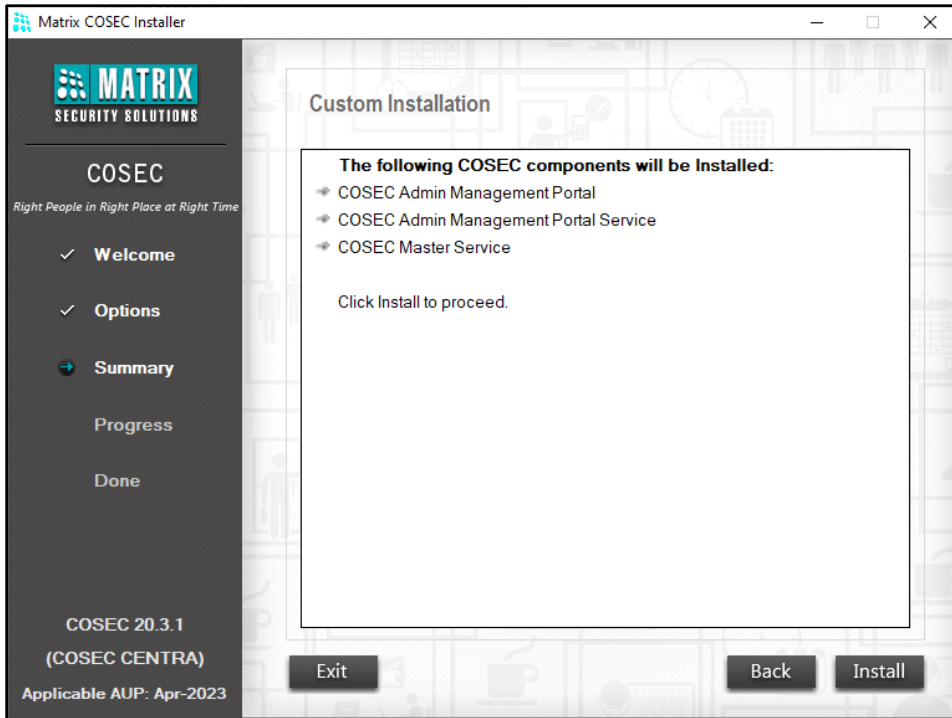 Matrix COSEC Installer
MATRIX
SECURITY SOLUTIONS
COSEC
Right People in Right Place at Right Time
Welcome
Options
Summary
Progress
Done
COSEC 20.3.1
(COSEC CENTRA)
Applicable AUP: Apr-2023
Custom Installation
The following COSEC components will be Installed:
COSEC Admin Management Portal
COSEC Admin Management Portal Service
COSEC Master Service
Click Install to proceed.
Exit
Back
Install